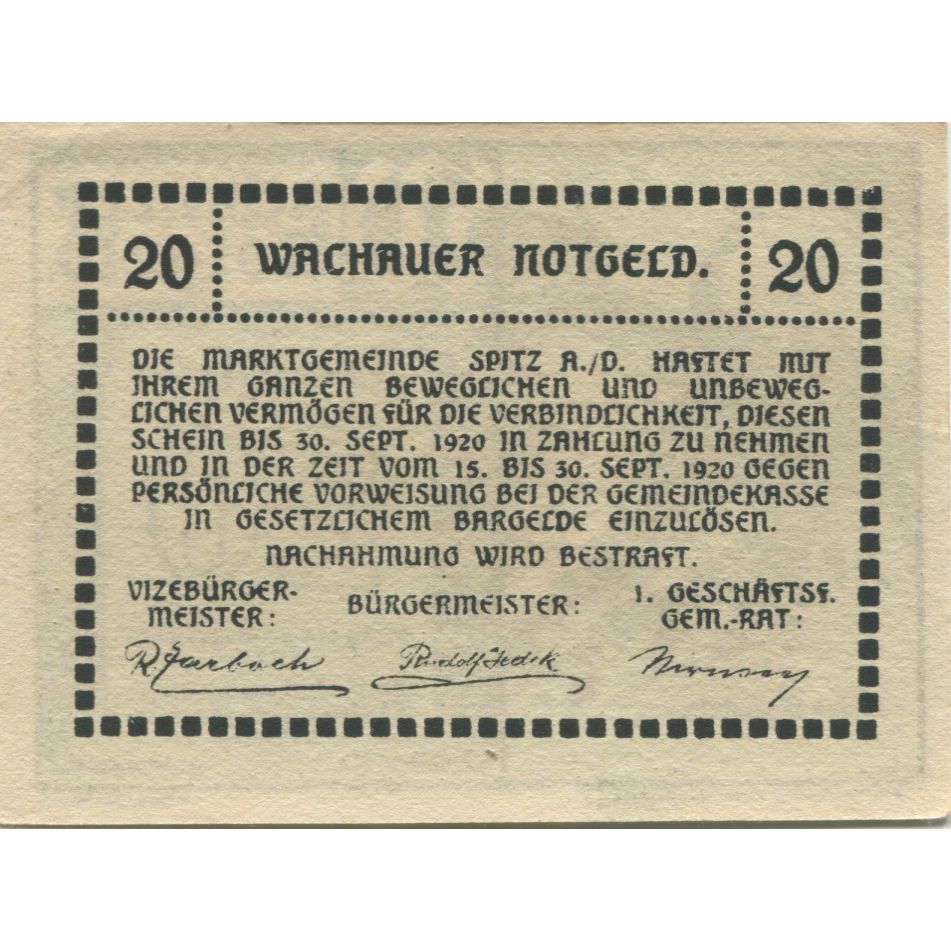 20 WACHAUER NOTGELD. 20
DIE MARKTGEMEINDE SPITZ A./D. HAFTET MIT
IHREM GANZEN BEWEGLICHEN UND UNBEWEG-
LICHEN VERMÖGEN FÜR DIE VERBINDLICHKEIT, DIESEN
SCHEIN BIS 30. SEPT. 1920 IN ZAHLUNG ZU NEHMEN
UND IN DER ZEIT VOM 15. BIS 30. SEPT. 1920 GEGEN
PERSÖNLICHE VORWEISUNG BEI DER GEMEINDEKASSE
IN GESETZLICHEM BARGELDE EINZULÖSEN.
NACHAHMUNG WIRD BESTRAFT.
VIZEBÜRGER-
MEISTER:
BÜRGERMEISTER:
1. GESCHÄFTSF.
GEM.-RAT:
Rudolf